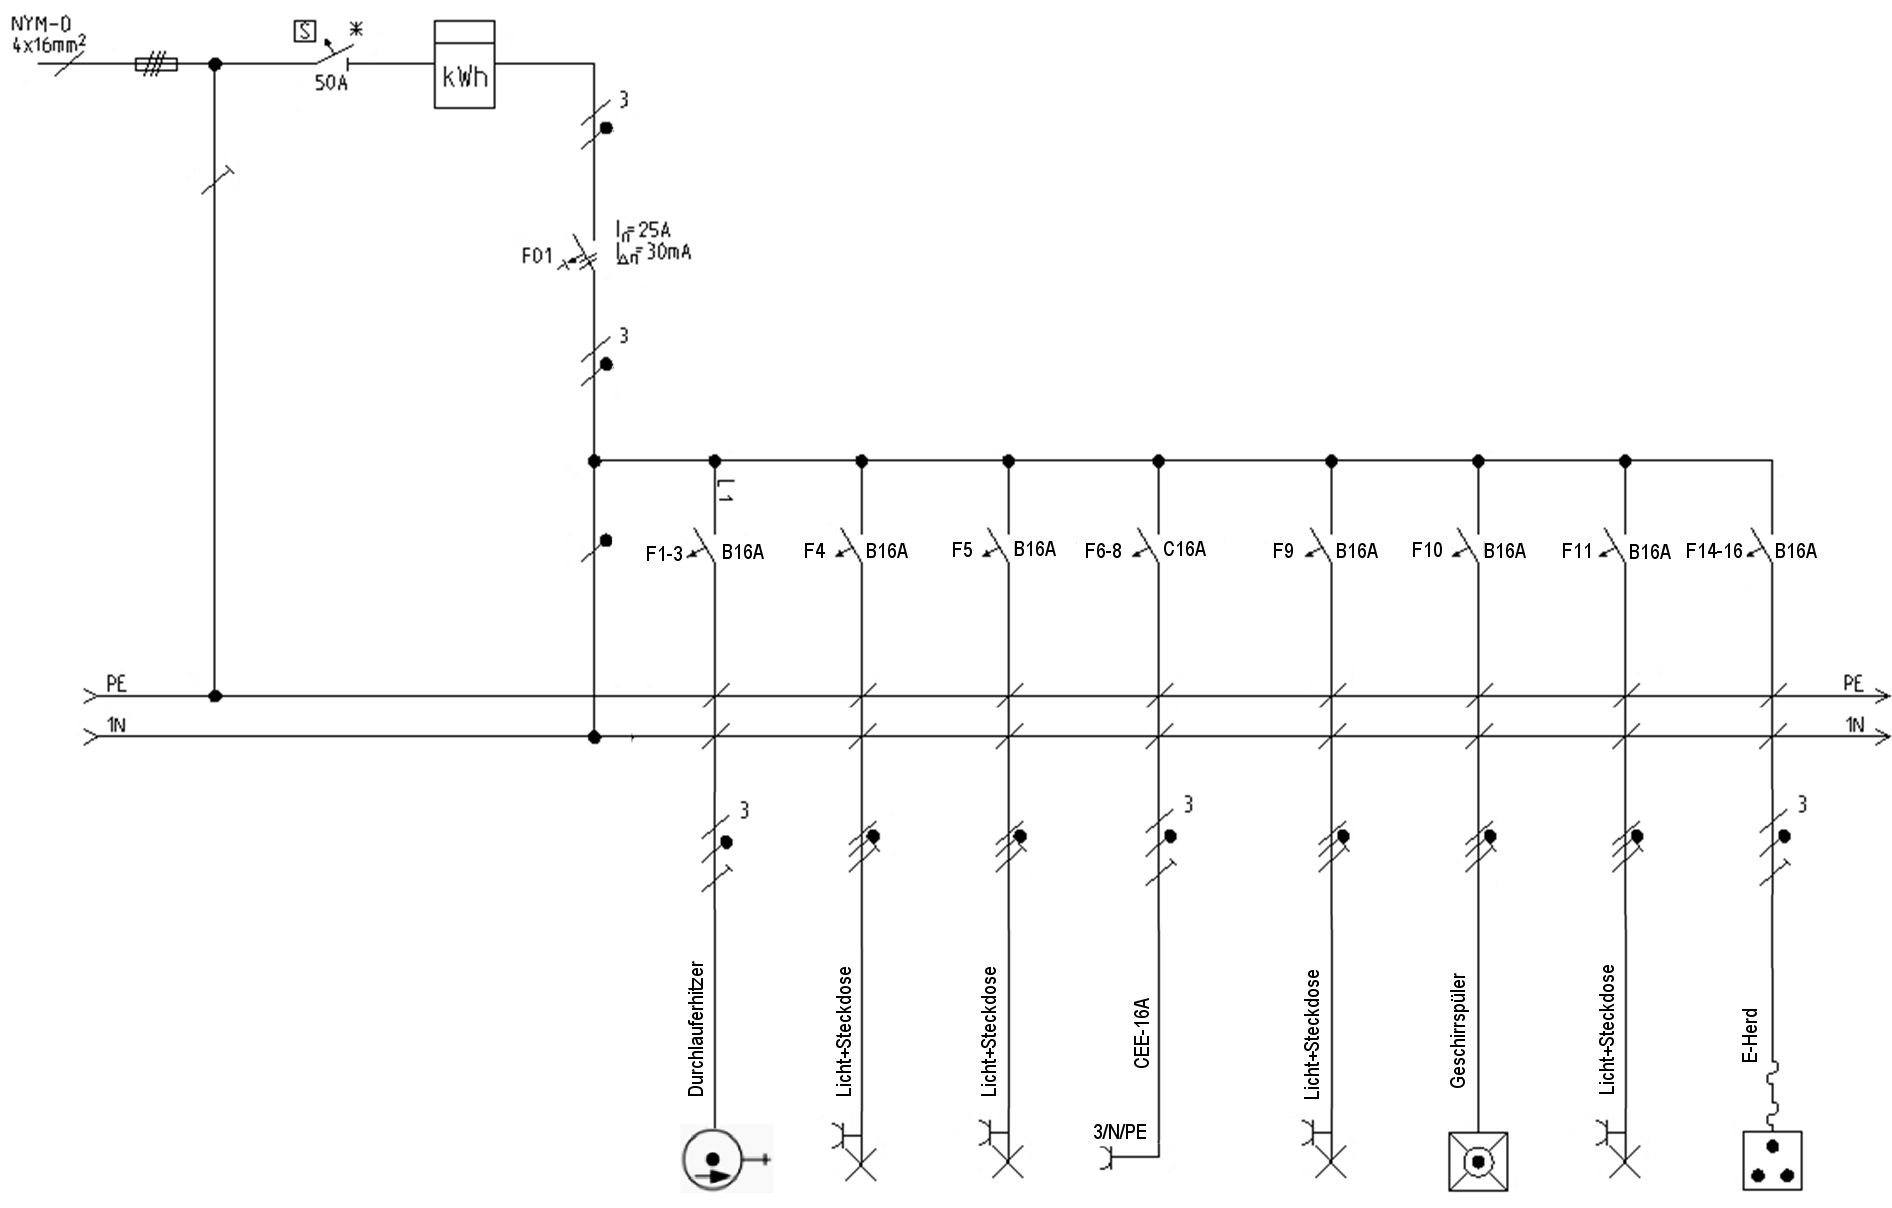 NYM-0
4x16mm²
S
*
50A
kWh
3
F01
In=25A
IΔn=30mA
3
L1
F1-3
B16A
F4
B16A
F5
B16A
F6-8
C16A
F9
B16A
F10
B16A
F11
B16A
F14-16
B16A
PE
PE
1N
1N
3
3
3
Durchlauferhitzer
Licht+Steckdose
Licht+Steckdose
CEE-16A
Licht+Steckdose
Geschirrspüler
Licht+Steckdose
E-Herd
3/N/PE